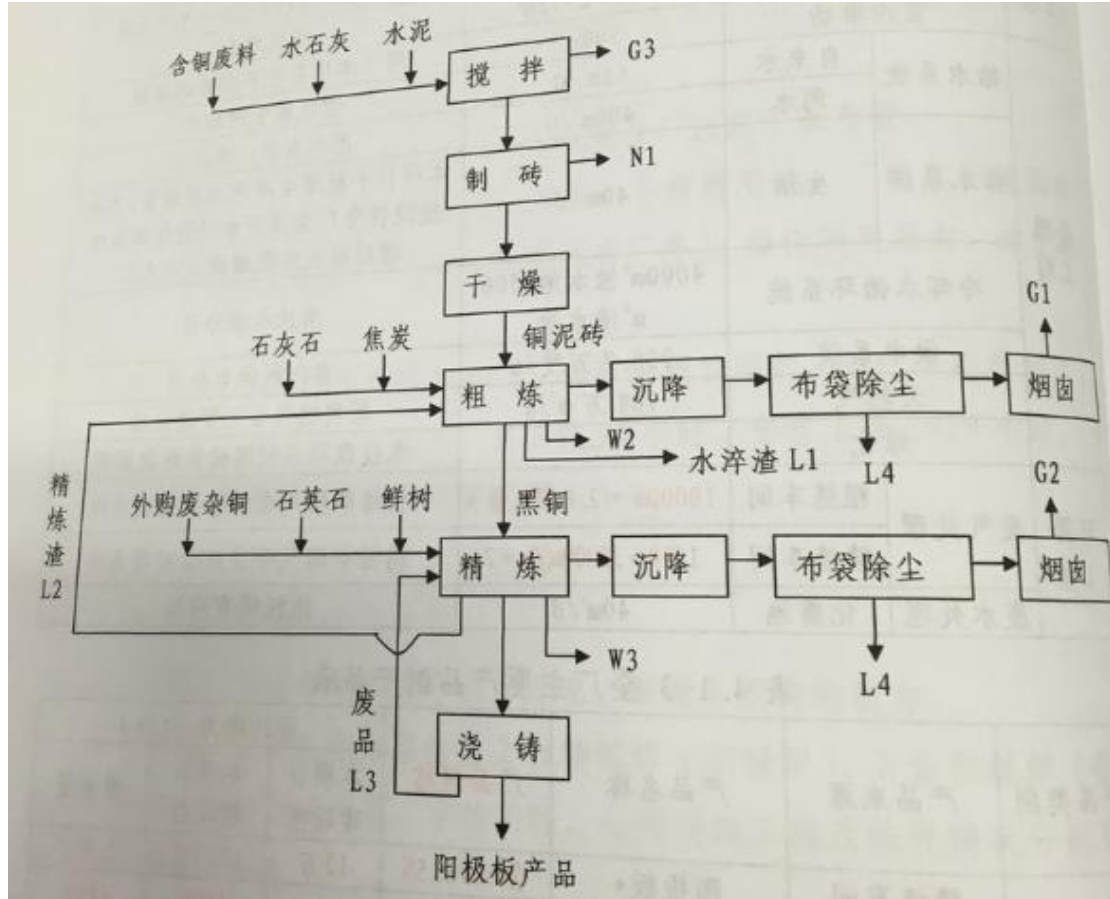 含铜废料
水石灰
水泥
搅拌
G3
制砖
N1
干燥
铜泥砖
石灰石
焦炭
粗炼
沉降
布袋除尘
烟囱
G1
W2
水淬渣 L1
L4
精炼渣 L2
黑铜
外购废杂铜
石英石
鲜树
精炼
沉降
布袋除尘
烟囱
G2
W3
L4
废品 L3
浇铸
阳极板产品